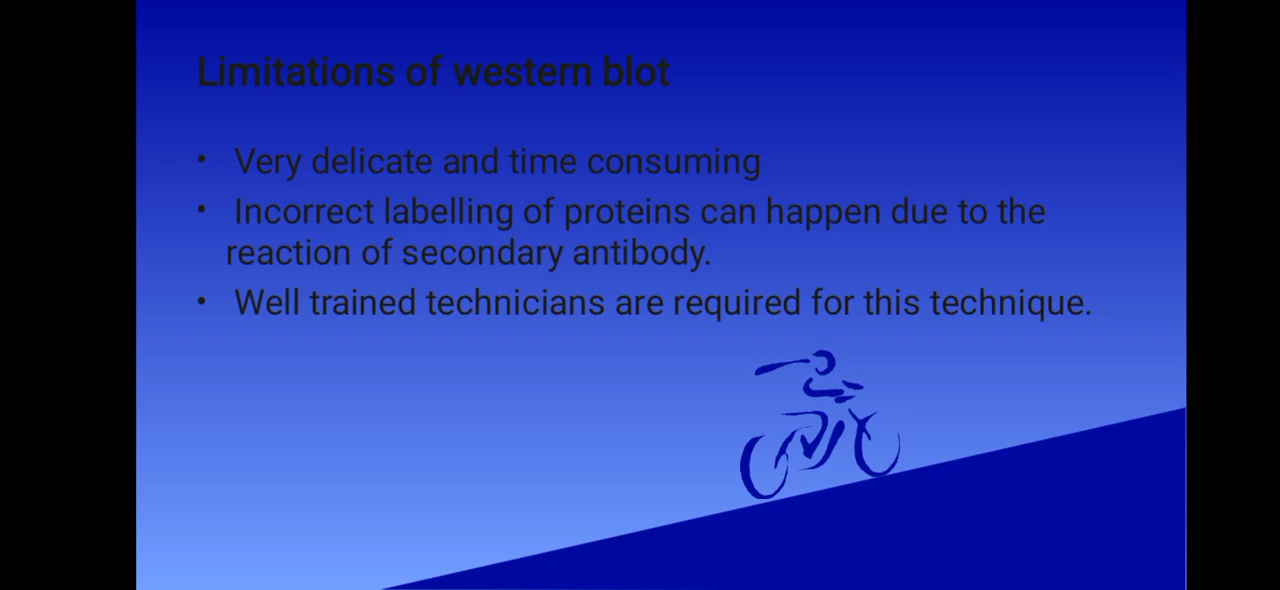 Limitations of western blot
• Very delicate and time consuming
• Incorrect labelling of proteins can happen due to the
reaction of secondary antibody.
• Well trained technicians are required for this technique.